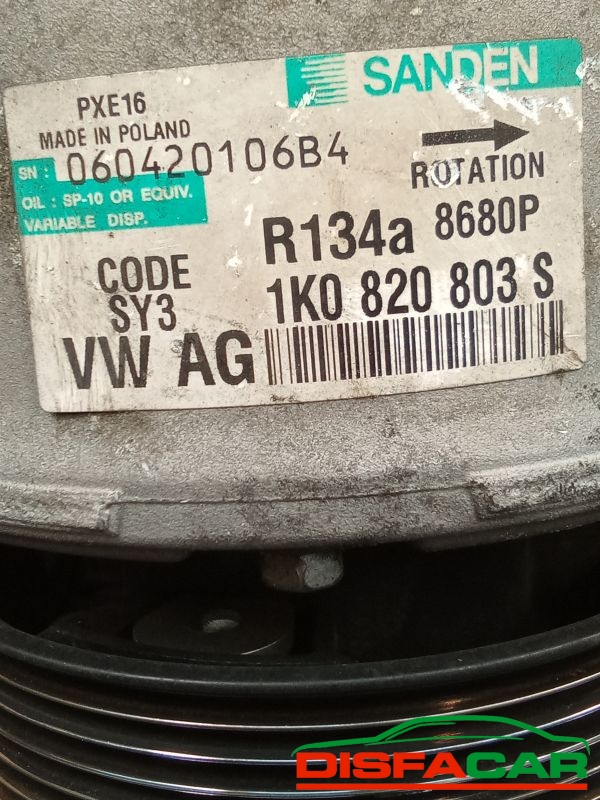 SANDEN
PXE16
MADE IN POLAND
SN : 060420106B4
ROTATION
OIL : SP-10 OR EQUIV.
VARIABLE DISP.
R134a 8680P
CODE
SY3
1K0 820 803 S
VW AG
DISFACAR